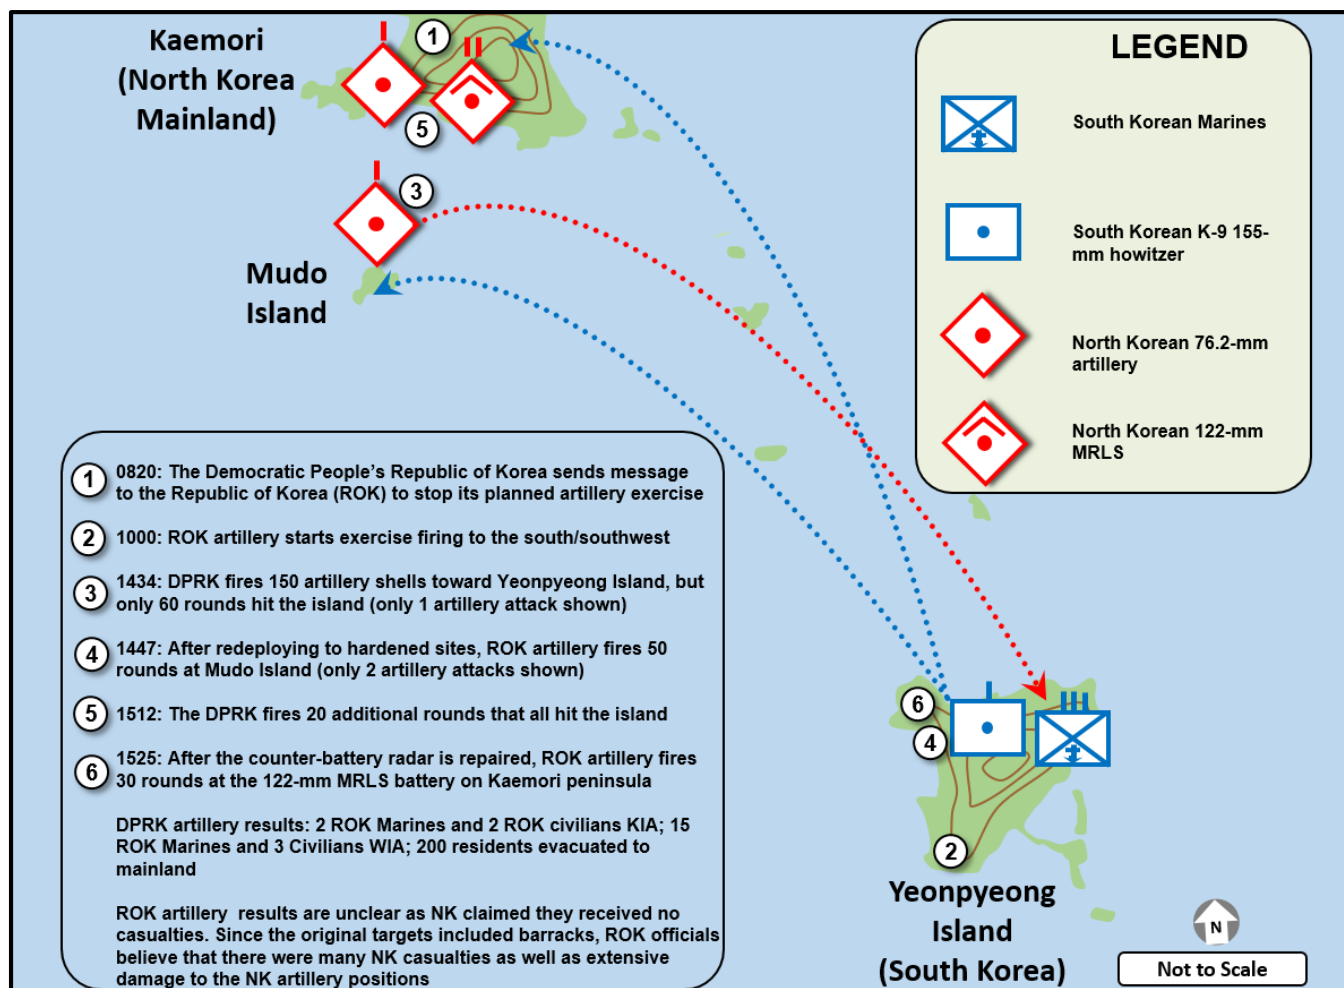 Kaemori
(North Korea
Mainland)
1
5
3
Mudo
Island
LEGEND
South Korean Marines
South Korean K-9 155-
mm howitzer
North Korean 76.2-mm
artillery
North Korean 122-mm
MRLS
1 0820: The Democratic People's Republic of Korea sends message
to the Republic of Korea (ROK) to stop its planned artillery exercise
2 1000: ROK artillery starts exercise firing to the south/southwest
3 1434: DPRK fires 150 artillery shells toward Yeonpyeong Island, but
only 60 rounds hit the island (only 1 artillery attack shown)
4 1447: After redeploying to hardened sites, ROK artillery fires 50
rounds at Mudo Island (only 2 artillery attacks shown)
5 1512: The DPRK fires 20 additional rounds that all hit the island
6 1525: After the counter-battery radar is repaired, ROK artillery fires
30 rounds at the 122-mm MRLS battery on Kaemori peninsula
DPRK artillery results: 2 ROK Marines and 2 ROK civilians KIA; 15
ROK Marines and 3 Civilians WIA; 200 residents evacuated to
mainland
ROK artillery results are unclear as NK claimed they received no
casualties. Since the original targets included barracks, ROK officials
believe that there were many NK casualties as well as extensive
damage to the NK artillery positions
6
4
2
Yeonpyeong
Island
(South Korea)
N
Not to Scale